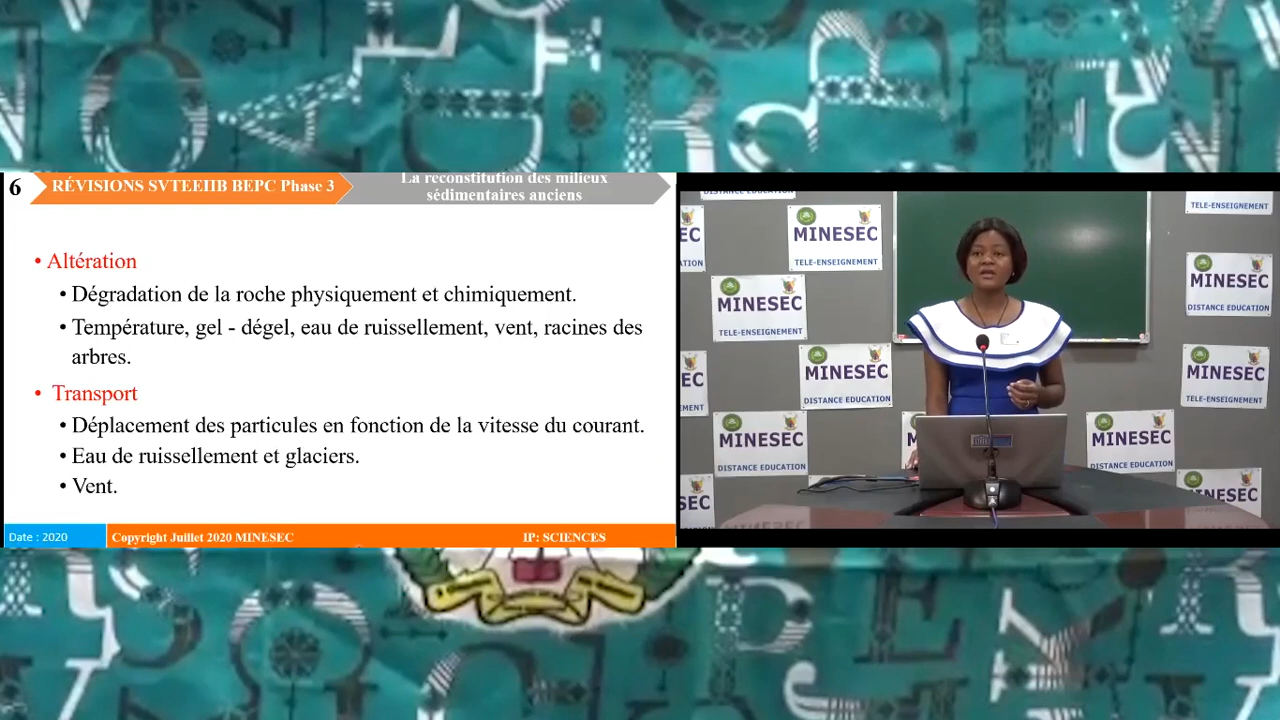 6
RÉVISIONS SVTEEHB BEPC Phase 3
La reconstitution des milieux
sédimentaires anciens
• Altération
• Dégradation de la roche physiquement et chimiquement.
• Température, gel - dégel, eau de ruissellement, vent, racines des
arbres.
• Transport
• Déplacement des particules en fonction de la vitesse du courant.
• Eau de ruissellement et glaciers.
• Vent.
Date : 2020
Copyright Juillet 2020 MINESEC
IP: SCIENCES
DISTANCE EDUCATION
TELE-ENSEIGNEMENT
MINESEC
TELE-ENSEIGNEMENT
MINESEC
DISTANCE EDUCATION
MINESEC
TELE-ENSEIGNEMENT
MINESEC
DISTANCE EDUCATION
MINESEC
TELE-ENSEIGNEMENT
MINESEC
DISTANCE EDUCATION
MINESEC
DISTANCE EDUCATION
MINESEC